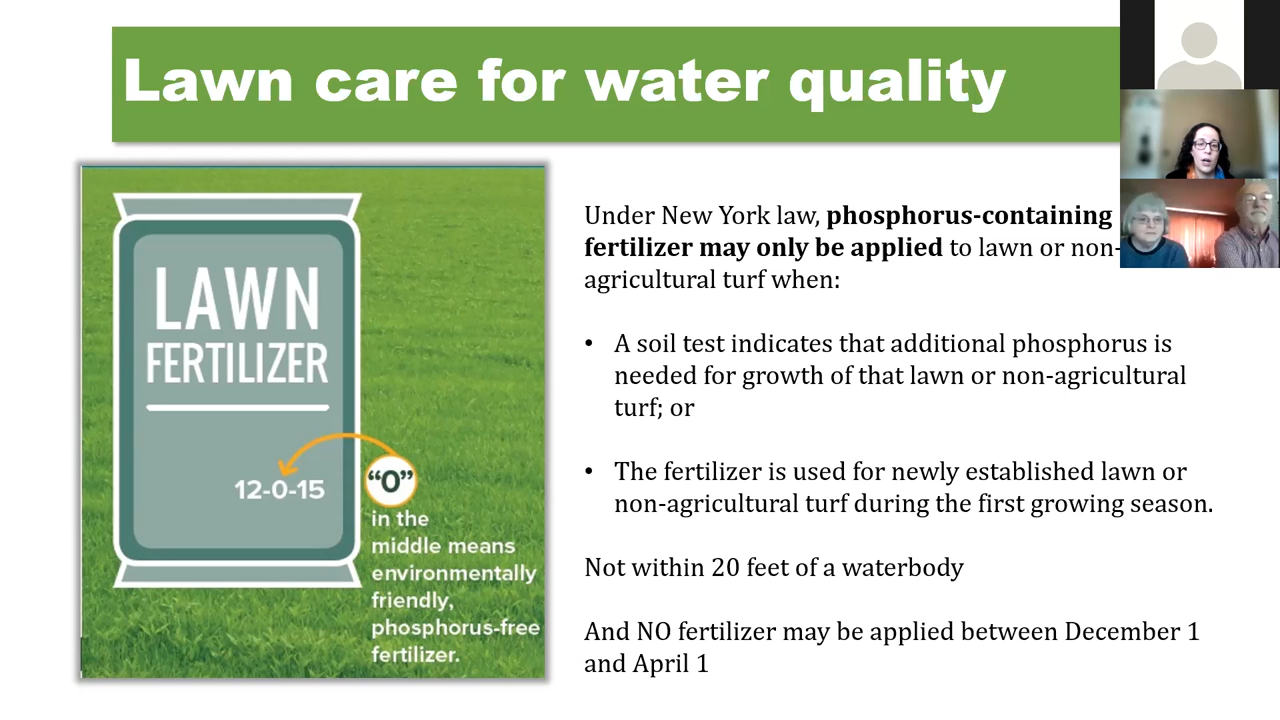 Lawn care for water quality
LAWN
FERTILIZER
12-0-15
“0”
in the
middle means
environmentally
friendly,
phosphorus-free
fertilizer.
Under New York law, phosphorus-containing
fertilizer may only be applied to lawn or non-
agricultural turf when:
• A soil test indicates that additional phosphorus is
needed for growth of that lawn or non-agricultural
turf; or
• The fertilizer is used for newly established lawn or
non-agricultural turf during the first growing season.
Not within 20 feet of a waterbody
And NO fertilizer may be applied between December 1
and April 1